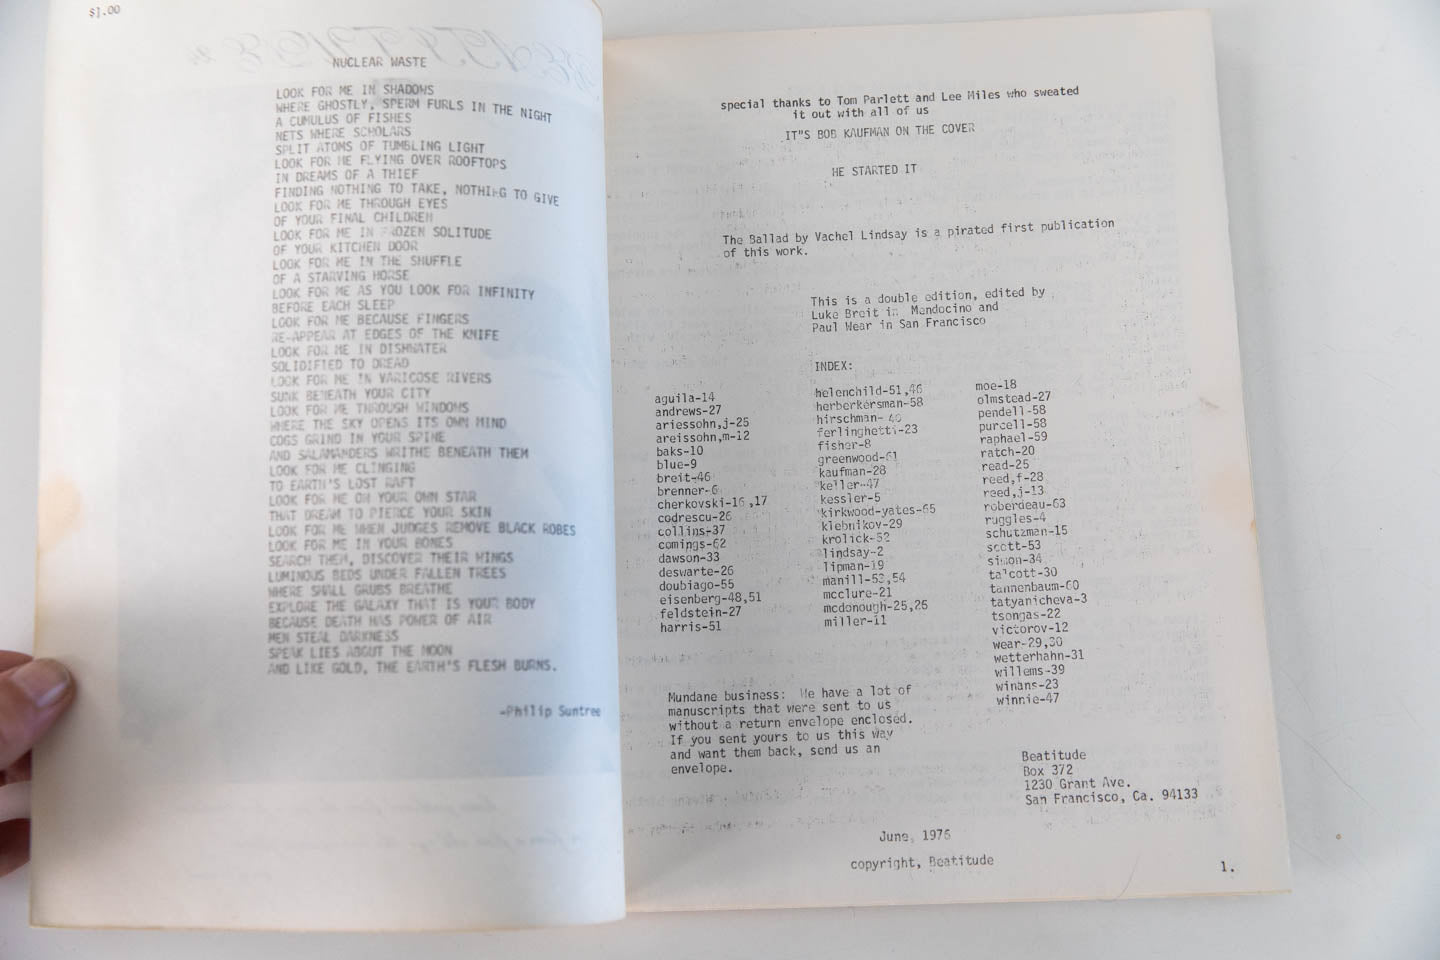 $1.00
NUCLEAR WASTE
LOOK FOR ME IN SHADOWS
WHERE GHOSTLY, SPERM FURLS IN THE NIGHT
A CUMULUS OF FISHES
NETS WHERE SCHOLARS
SPLIT ATOMS OF TUMBLING LIGHT
LOOK FOR ME FLYING OVER ROOFTOPS
IN DREAMS OF A THIEF
FINDING NOTHING TO TAKE, NOTHING TO GIVE
LOOK FOR ME THROUGH EYES
OF YOUR FINAL CHILDREN
LOOK FOR ME IN FROZEN SOLITUDE
OF YOUR KITCHEN DOOR
LOOK FOR ME IN THE SHUFFLE
OF A STARVING HORSE
LOOK FOR ME AS YOU LOOK FOR INFINITY
BEFORE EACH SLEEP
LOOK FOR ME BECAUSE FINGERS
RE-APPEAR AT EDGES OF THE KNIFE
LOOK FOR ME IN DISHWATER
SOLIDIFIED TO DREAD
LOOK FOR ME IN VARICOSE RIVERS
SUNK BENEATH YOUR CITY
LOOK FOR ME THROUGH WINDOWS
WHERE THE SKY OPENS ITS OWN MIND
COGS GRIND IN YOUR SPINE
AND SALAMANDERS WRITHE BENEATH THEM
LOOK FOR ME CLINGING
TO EARTH'S LOST RAFT
LOOK FOR ME ON YOUR OWN STAR
THAT DREAM TO PIERCE YOUR SKIN
LOOK FOR ME WHEN JUDGES REMOVE BLACK ROBES
LOOK FOR ME IN YOUR BONES
SEARCH THEM, DISCOVER THEIR WINGS
LUMINOUS BEDS UNDER FALLEN TREES
WHERE SMALL GRUBS BREATHE
EXPLORE THE GALAXY THAT IS YOUR BODY
BECAUSE DEATH HAS POWER OF AIR
MEN STEAL DARKNESS
SPEAK LIES ABOUT THE MOON
AND LIKE GOLD, THE EARTH'S FLESH BURNS.
-Philip Suntree
special thanks to Tom Parlett and Lee Miles who sweated
it out with all of us
IT"S BOB KAUFMAN ON THE COVER
HE STARTED IT
The Ballad by Vachel Lindsay is a pirated first publication
of this work.
This is a double edition, edited by
Luke Breit in Mendocino and
Paul Wear in San Francisco
INDEX:
aguila-14
andrews-27
ariessohn,j-25
areissohn,m-12
baks-10
blue-9
breit-46
brenner-6
cherkovski-16,17
codrescu-26
collins-37
comings-62
dawson-33
deswarte-26
doubiago-55
eisenberg-48,51
feldstein-27
harris-51
helenchild-51,46
herberkersman-58
hirschman-40
ferlinghetti-23
fisher-8
greenwood-61
kaufman-28
keller-47
kessler-5
kirkwood-yates-65
klebnikov-29
krolick-52
lindsay-2
lipman-19
manill-53,54
mcclure-21
mcdonough-25,26
miller-11
moe-18
olmstead-27
pendell-58
purcell-58
raphael-59
ratch-20
read-25
reed,f-28
reed,j-13
roberdeau-63
ruggles-4
schutzman-15
scott-53
simon-34
talcott-30
tannenbaum-60
tatyanicheva-3
tsongas-22
victorov-12
wear-29,30
wetterhahn-31
willems-39
winans-23
winnie-47
Mundane business: We have a lot of
manuscripts that were sent to us
without a return envelope enclosed.
If you sent yours to us this way
and want them back, send us an
envelope.
Beatitude
Box 372
1230 Grant Ave.
San Francisco, Ca. 94133
June, 1976
copyright, Beatitude
1.